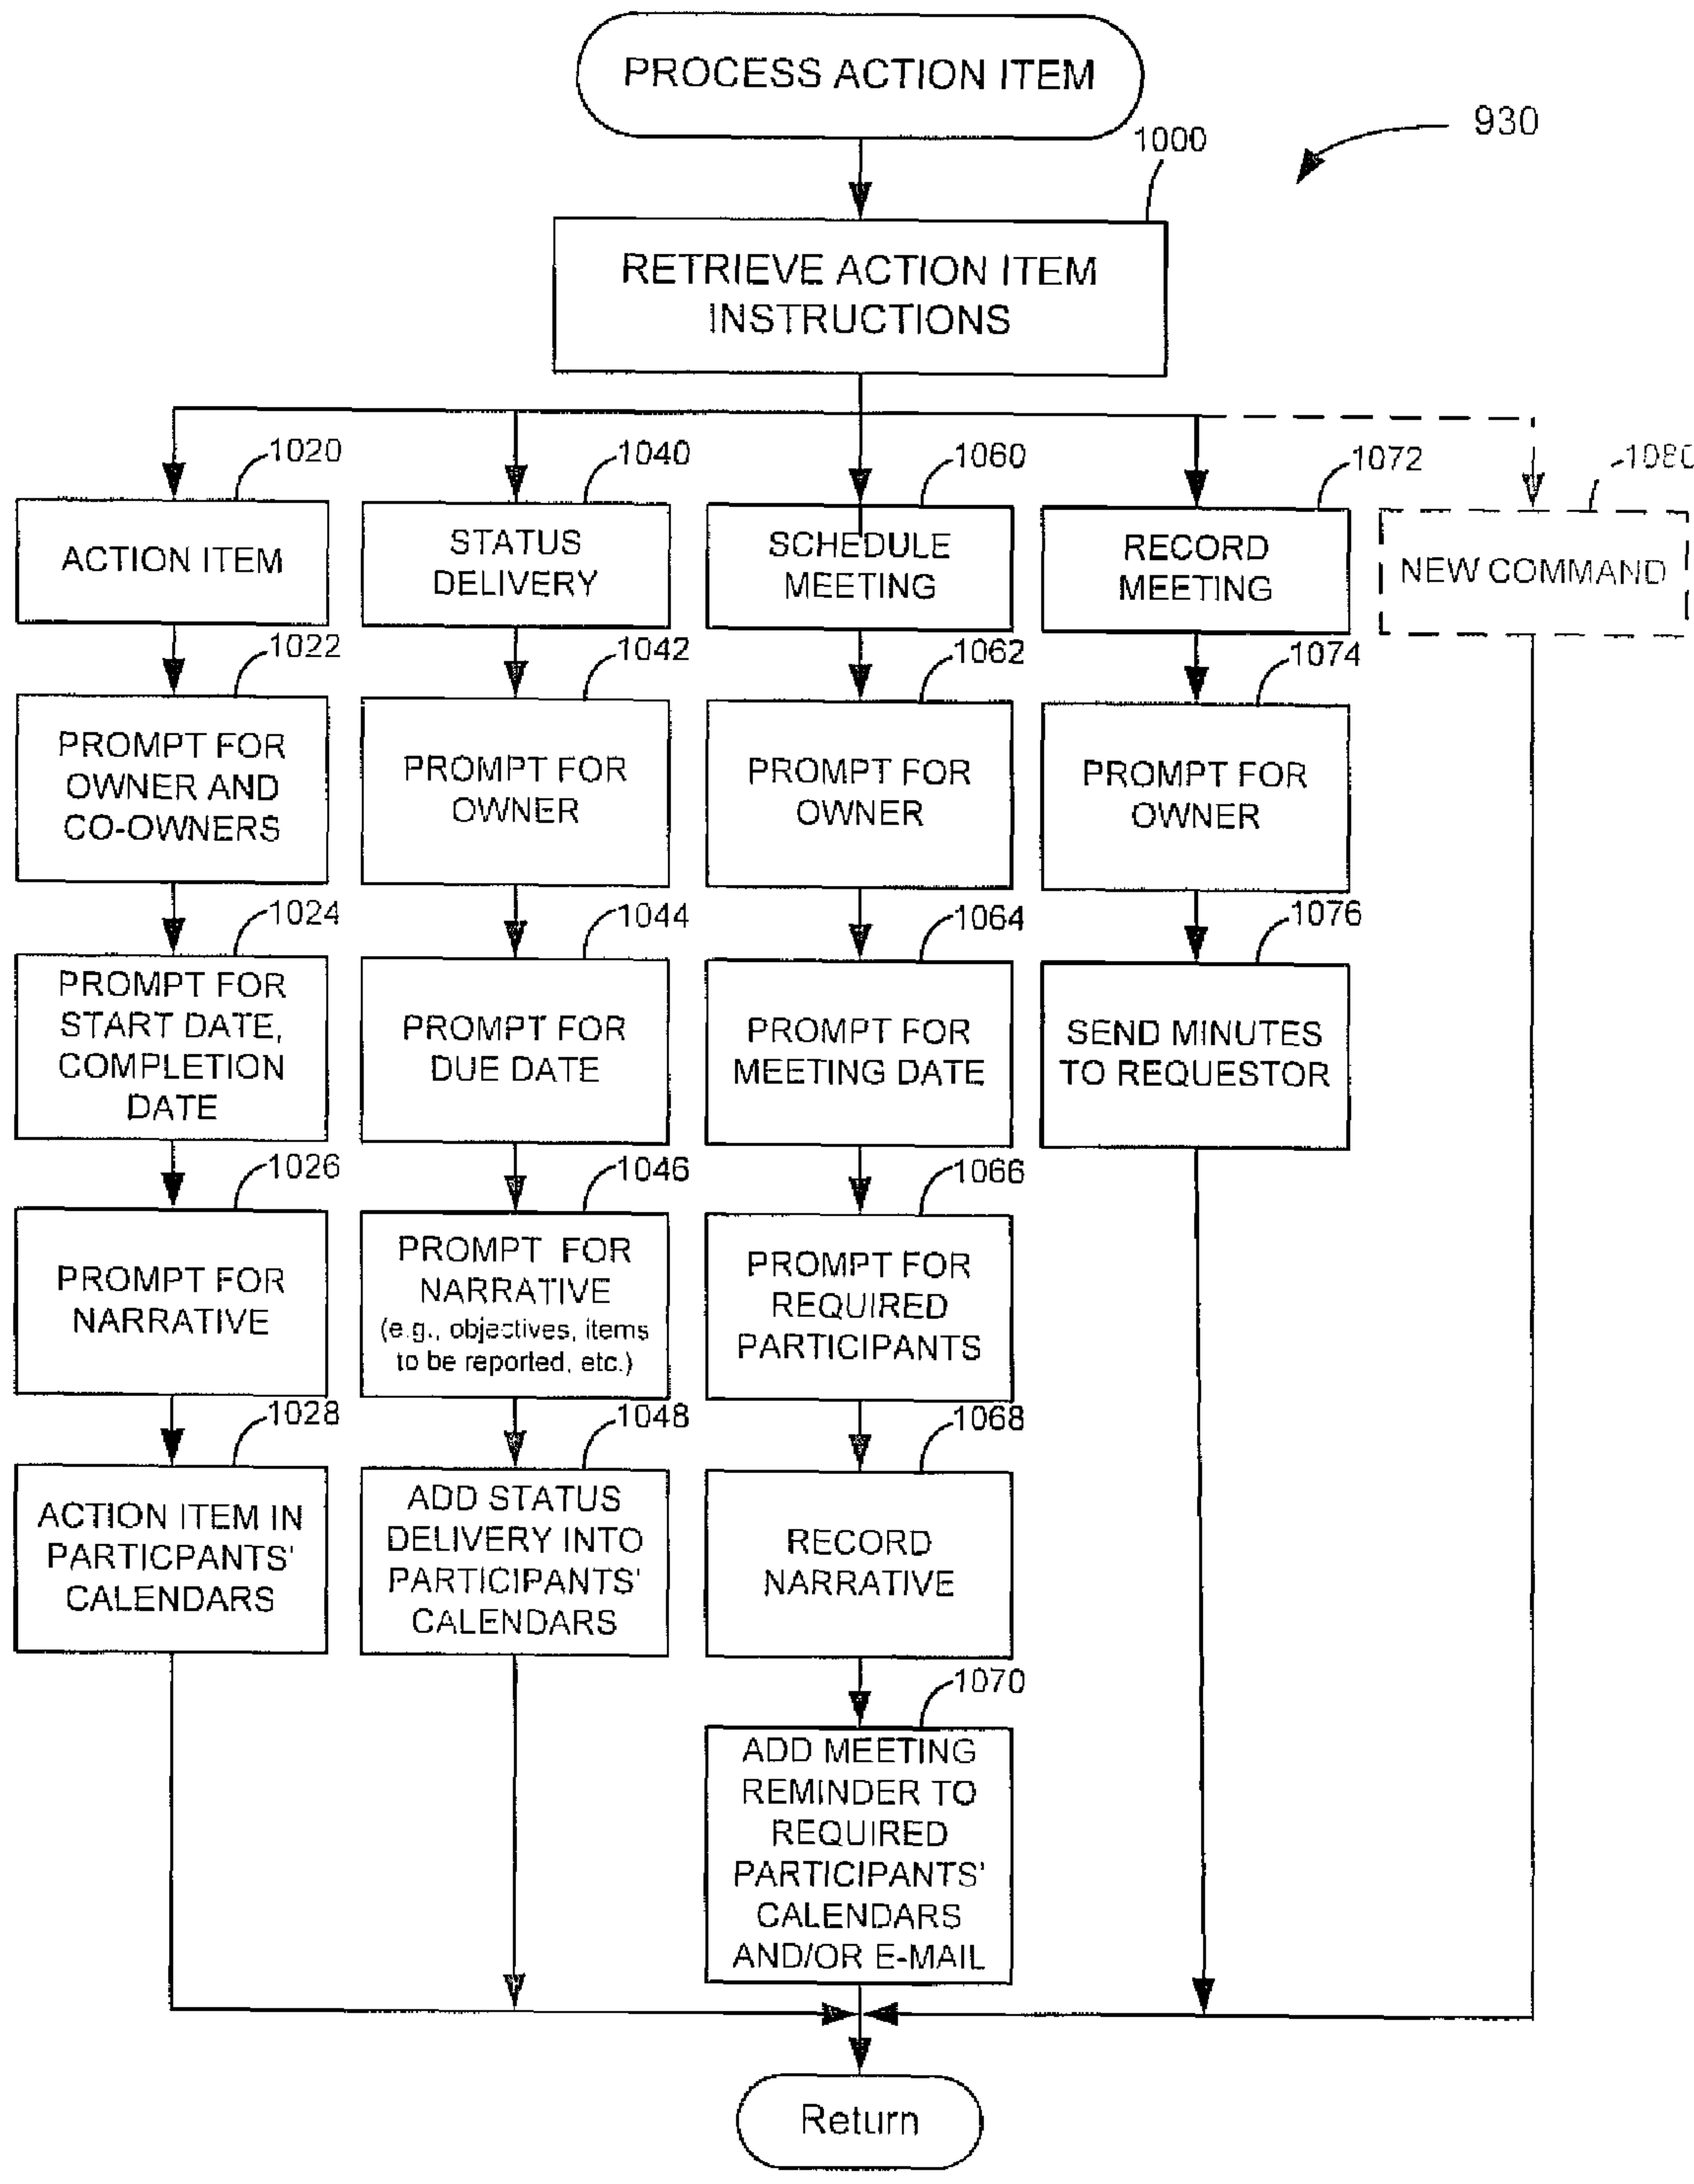 PROCESS ACTION ITEM
930
1000
RETRIEVE ACTION ITEM
INSTRUCTIONS
1020
ACTION ITEM
1022
PROMPT FOR
OWNER AND
CO-OWNERS
1024
PROMPT FOR
START DATE,
COMPLETION
DATE
1026
PROMPT FOR
NARRATIVE
1028
ACTION ITEM IN
PARTICPANTS'
CALENDARS
1040
STATUS
DELIVERY
1042
PROMPT FOR
OWNER
1044
PROMPT FOR
DUE DATE
1046
PROMPT FOR
NARRATIVE
(e.g., objectives, items
to be reported, etc.)
1048
ADD STATUS
DELIVERY INTO
PARTICIPANTS'
CALENDARS
1060
SCHEDULE
MEETING
1062
PROMPT FOR
OWNER
1064
PROMPT FOR
MEETING DATE
1066
PROMPT FOR
REQUIRED
PARTICIPANTS
1068
RECORD
NARRATIVE
1070
ADD MEETING
REMINDER TO
REQUIRED
PARTICIPANTS'
CALENDARS
AND/OR E-MAIL
1072
RECORD
MEETING
1074
PROMPT FOR
OWNER
1076
SEND MINUTES
TO REQUESTOR
1080
NEW COMMAND
Return